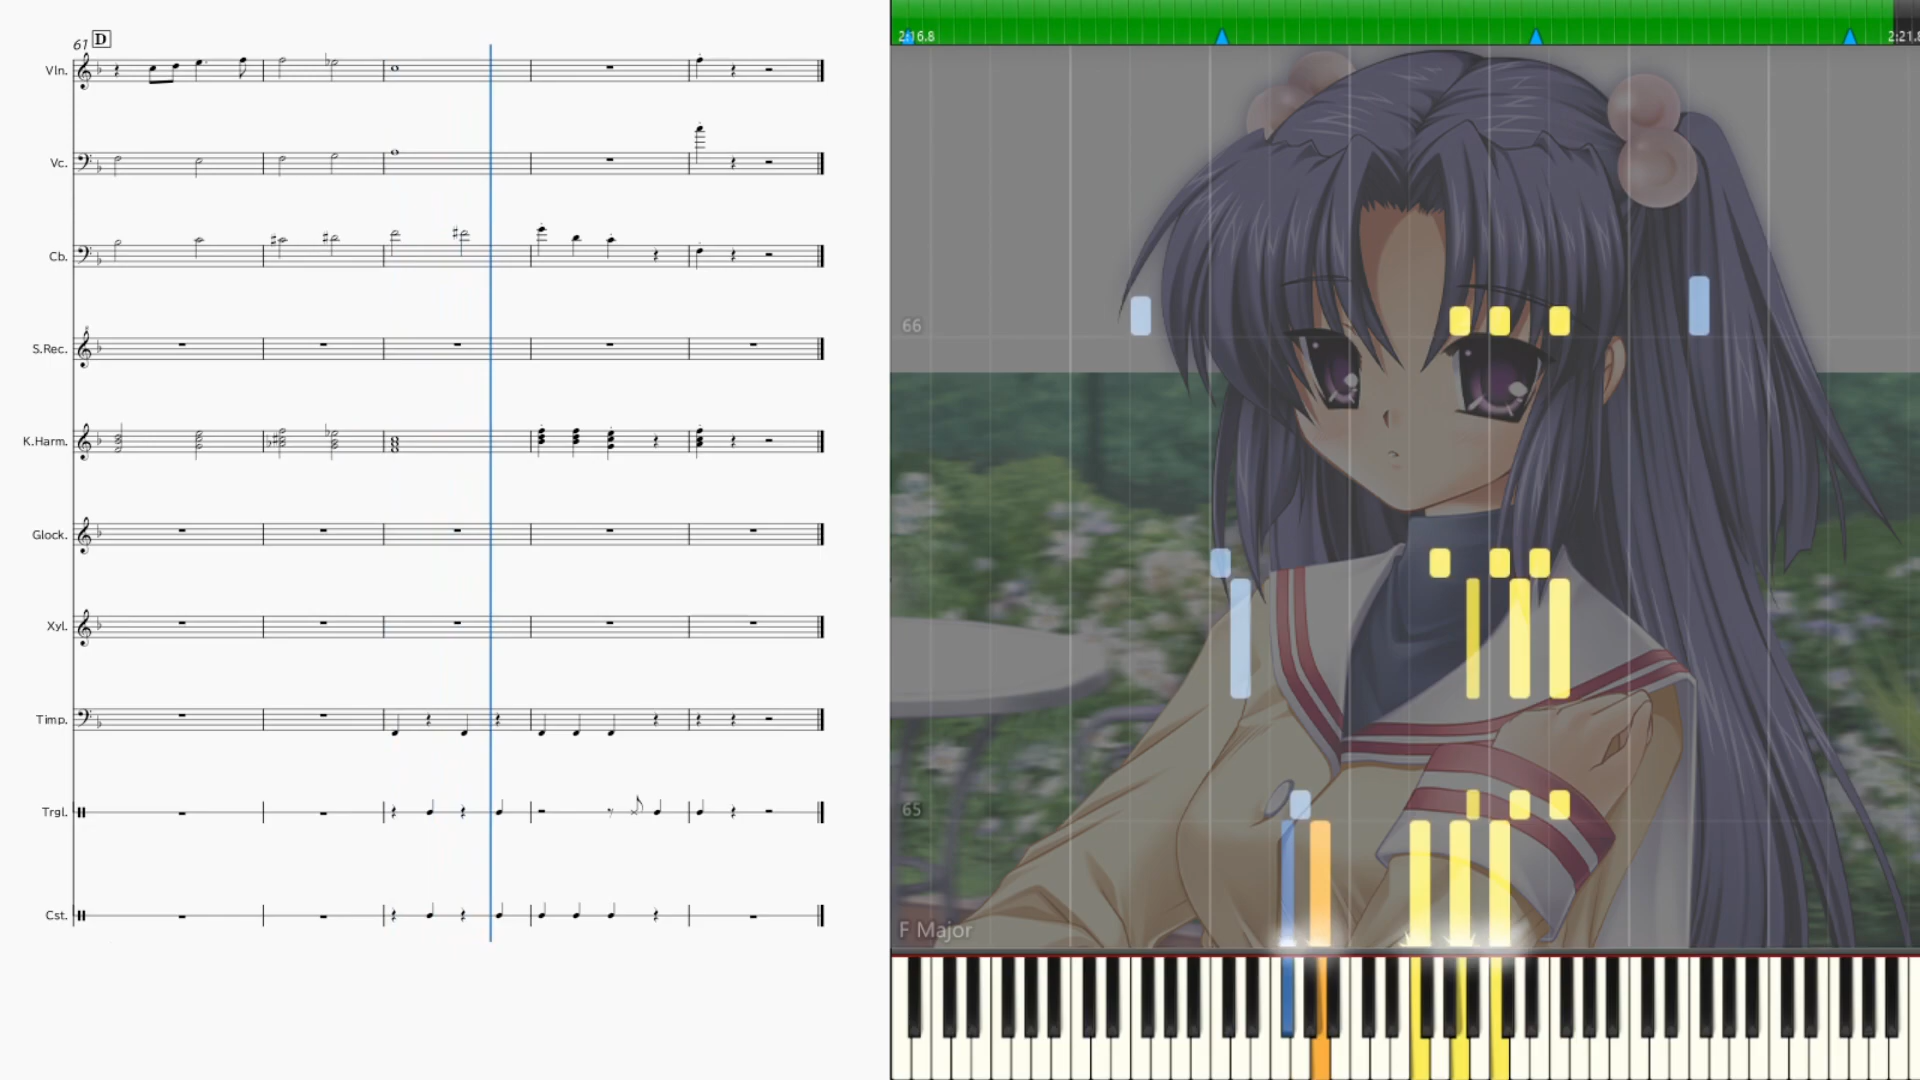 61 D
Vln.
Vc.
Cb.
S.Rec.
K.Harm.
Glock.
Xyl.
Timp.
Trgl.
Cst.
2:16.8
2:21.8
66
65
F Major